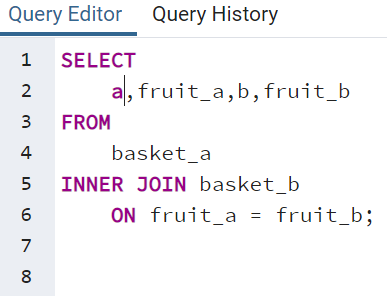 Query Editor Query History
1 SELECT
2 a,fruit_a,b,fruit_b
3 FROM
4 basket_a
5 INNER JOIN basket_b
6 ON fruit_a = fruit_b;
7
8